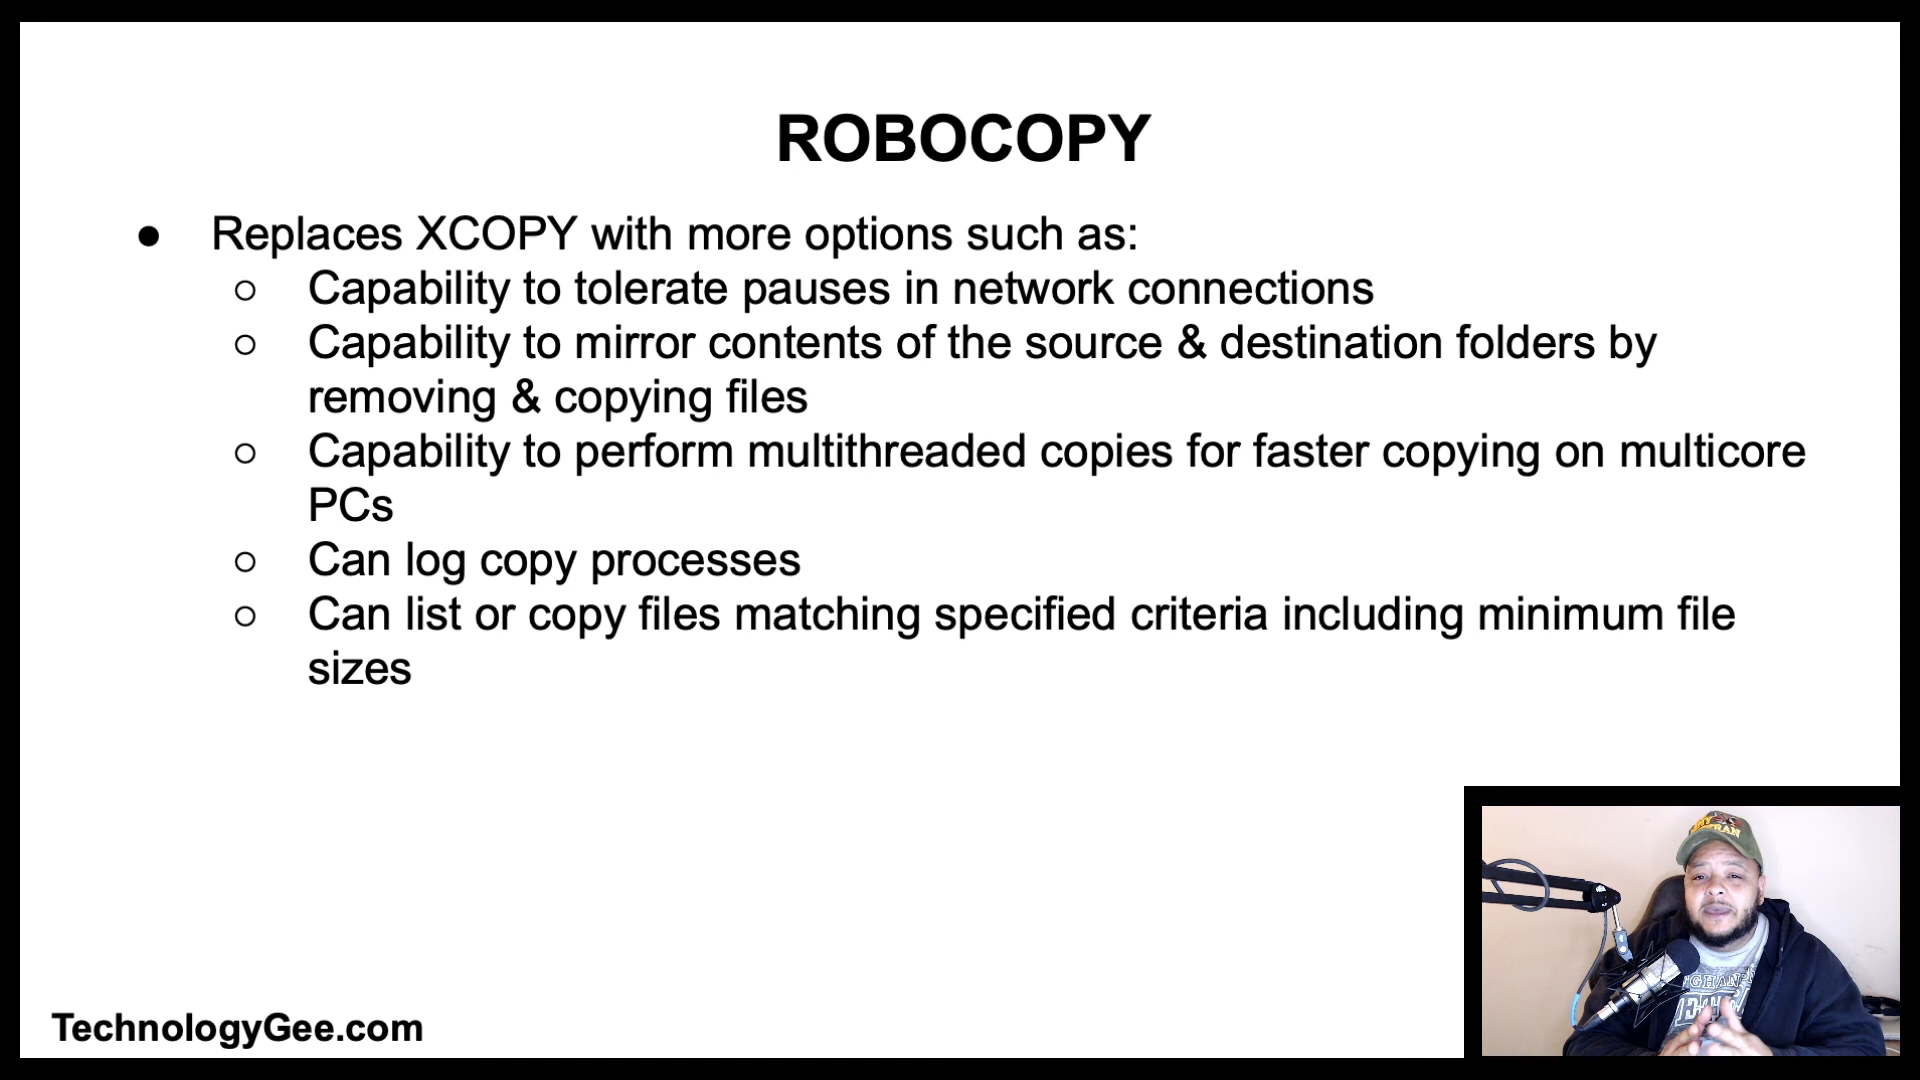 ROBOCOPY
● Replaces XCOPY with more options such as:
○ Capability to tolerate pauses in network connections
○ Capability to mirror contents of the source & destination folders by
removing & copying files
○ Capability to perform multithreaded copies for faster copying on multicore
PCs
○ Can log copy processes
○ Can list or copy files matching specified criteria including minimum file
sizes
TechnologyGee.com